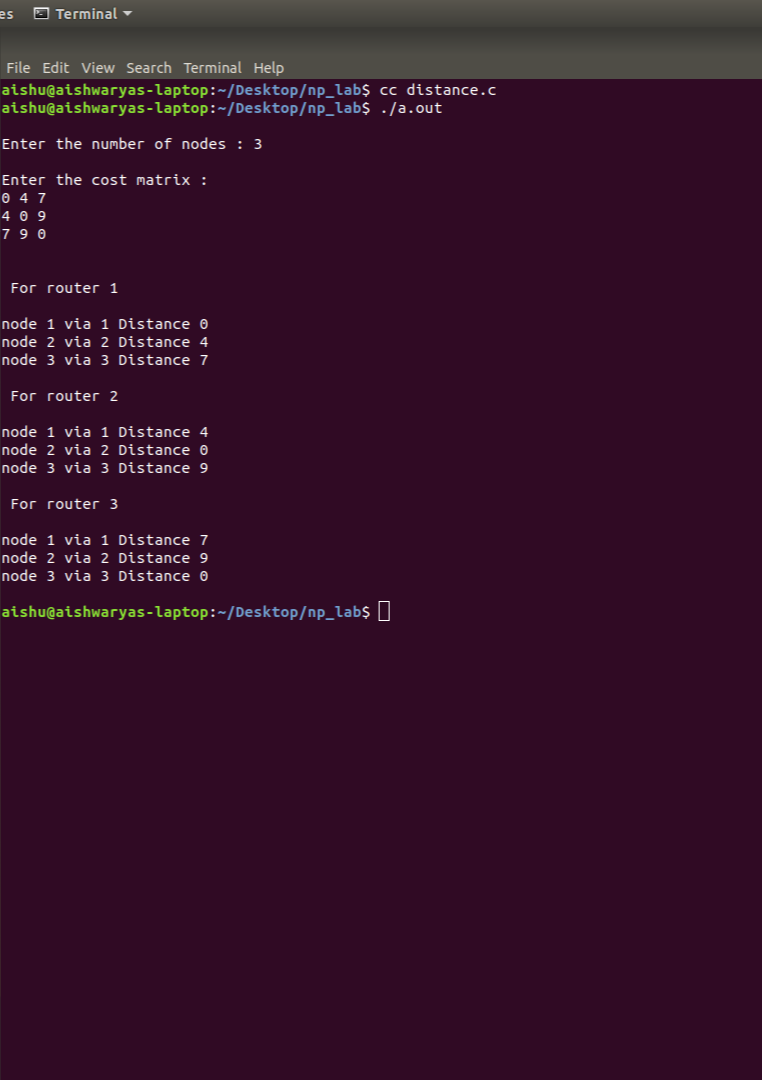 es Terminal
File Edit View Search Terminal Help
aishu@aishwaryas-laptop:~/Desktop/np_lab$ cc distance.c
aishu@aishwaryas-laptop:~/Desktop/np_lab$ ./a.out
Enter the number of nodes : 3
Enter the cost matrix :
0 4 7
4 0 9
7 9 0
For router 1
node 1 via 1 Distance 0
node 2 via 2 Distance 4
node 3 via 3 Distance 7
For router 2
node 1 via 1 Distance 4
node 2 via 2 Distance 0
node 3 via 3 Distance 9
For router 3
node 1 via 1 Distance 7
node 2 via 2 Distance 9
node 3 via 3 Distance 0
aishu@aishwaryas-laptop:~/Desktop/np_lab$